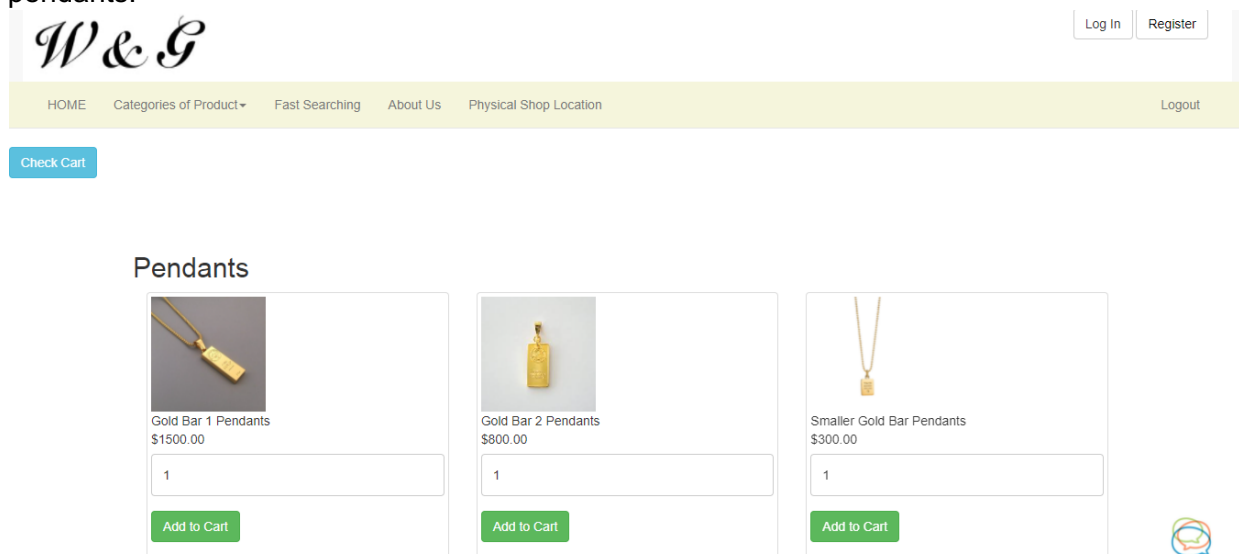 pendants.
W & G
Log In Register
HOME Categories of Product Fast Searching About Us Physical Shop Location Logout
Check Cart
Pendants
Gold Bar 1 Pendants
$1500.00
1
Add to Cart
Gold Bar 2 Pendants
$800.00
1
Add to Cart
Smaller Gold Bar Pendants
$300.00
1
Add to Cart